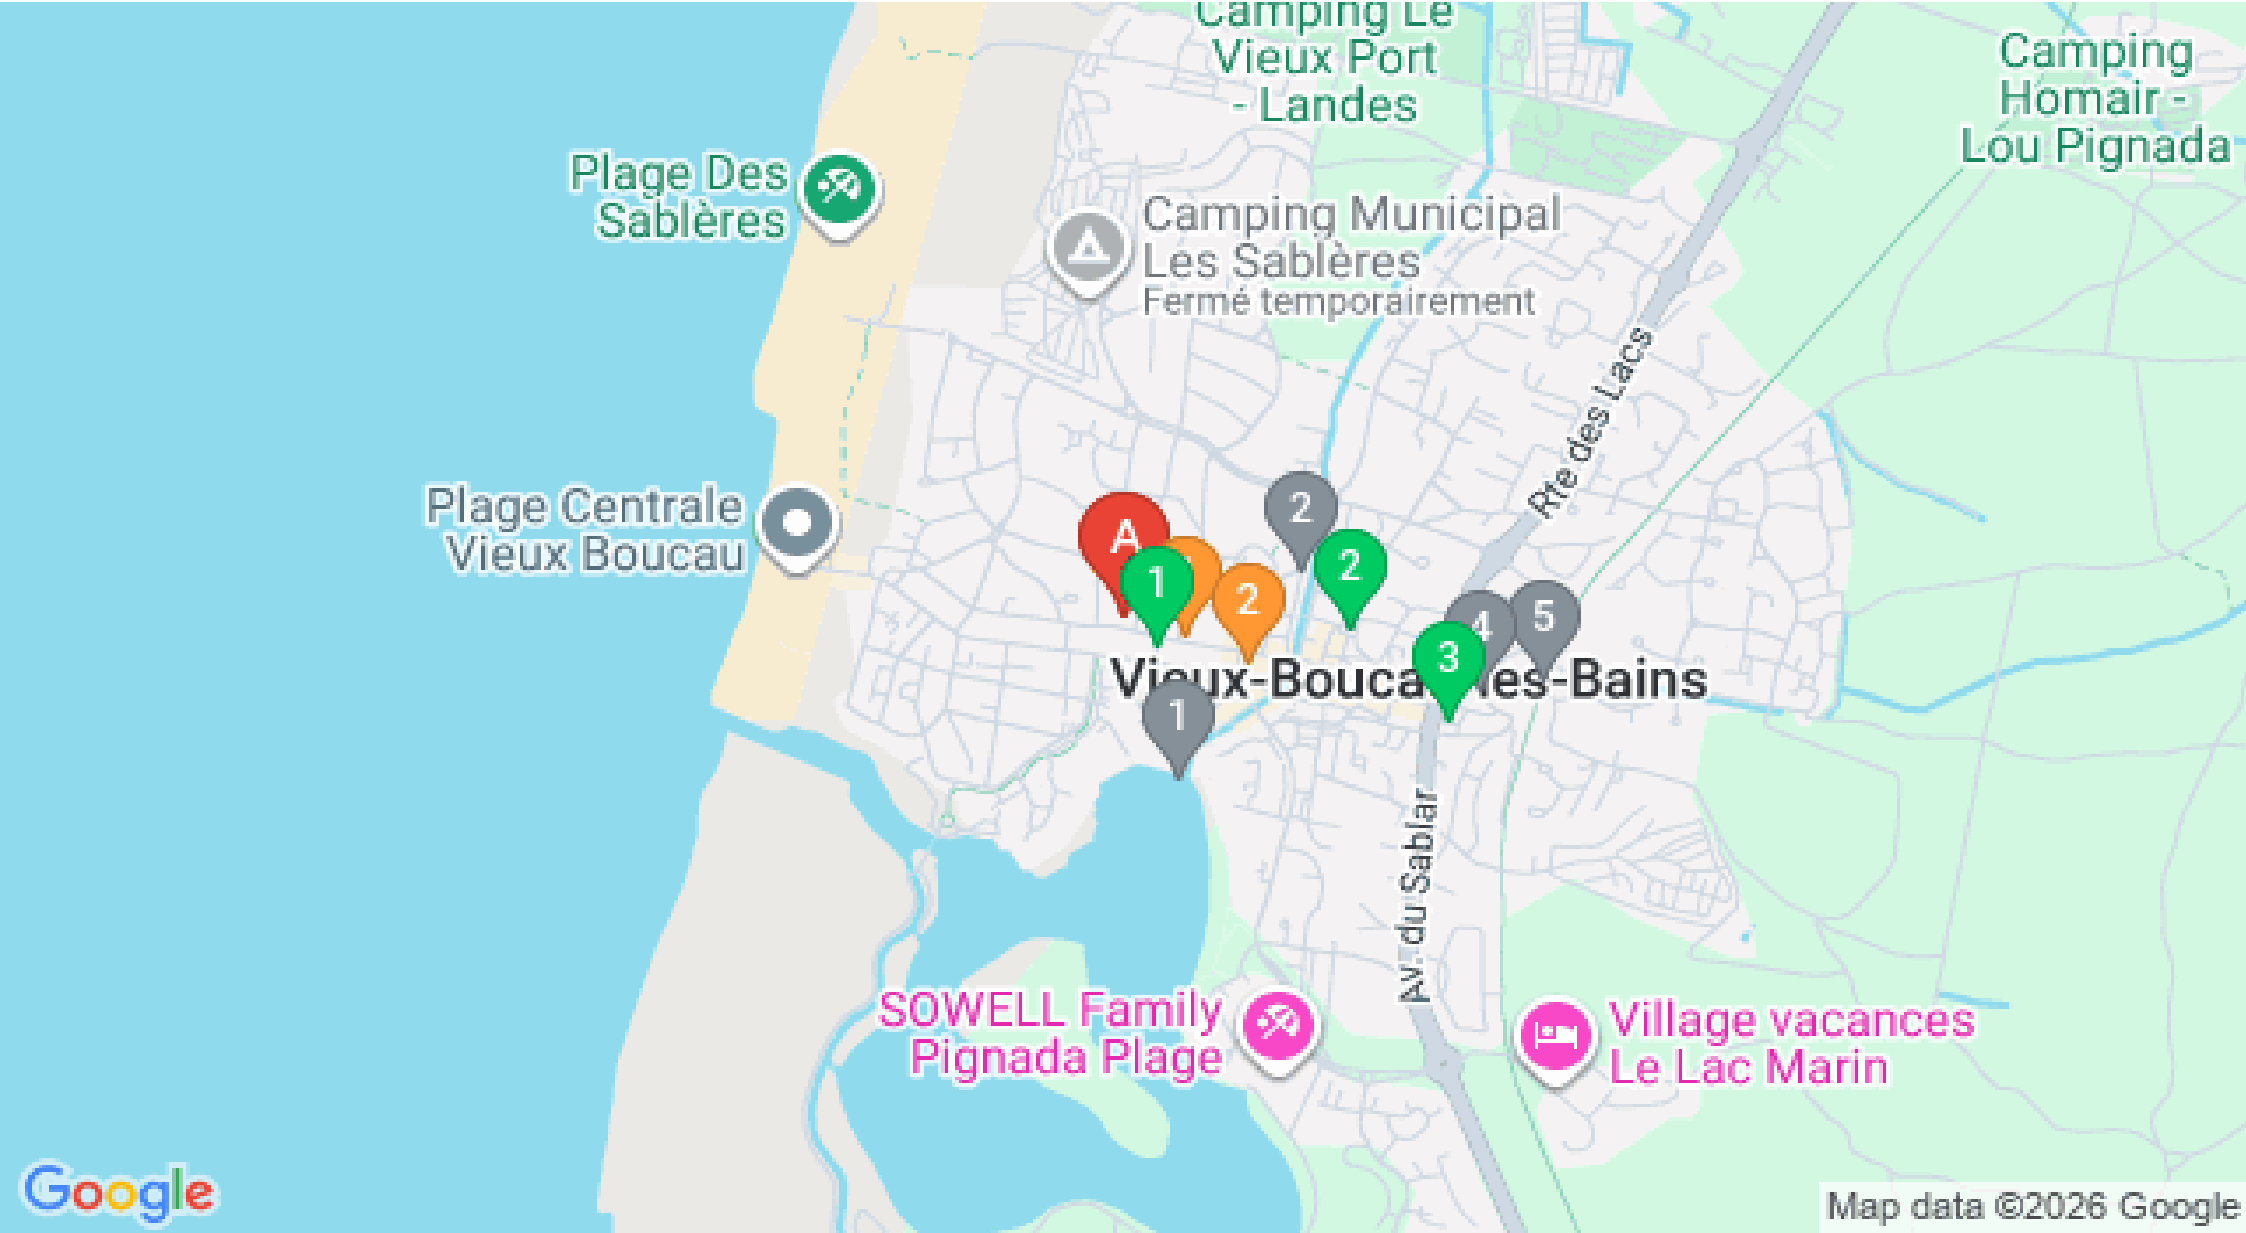 Camping Le
Vieux Port
- Landes
Camping
Homair -
Lou Pignada
Plage Des
Sablères
Camping Municipal
Les Sablères
Fermé temporairement
Rte des Lacs
Plage Centrale
Vieux Boucau
A
1
2
2
2
4
5
3
Vieux-Boucau-les-Bains
1
Av. du Sablar
SOWELL Family
Pignada Plage
Village vacances
Le Lac Marin
Google
Map data ©2026 Google